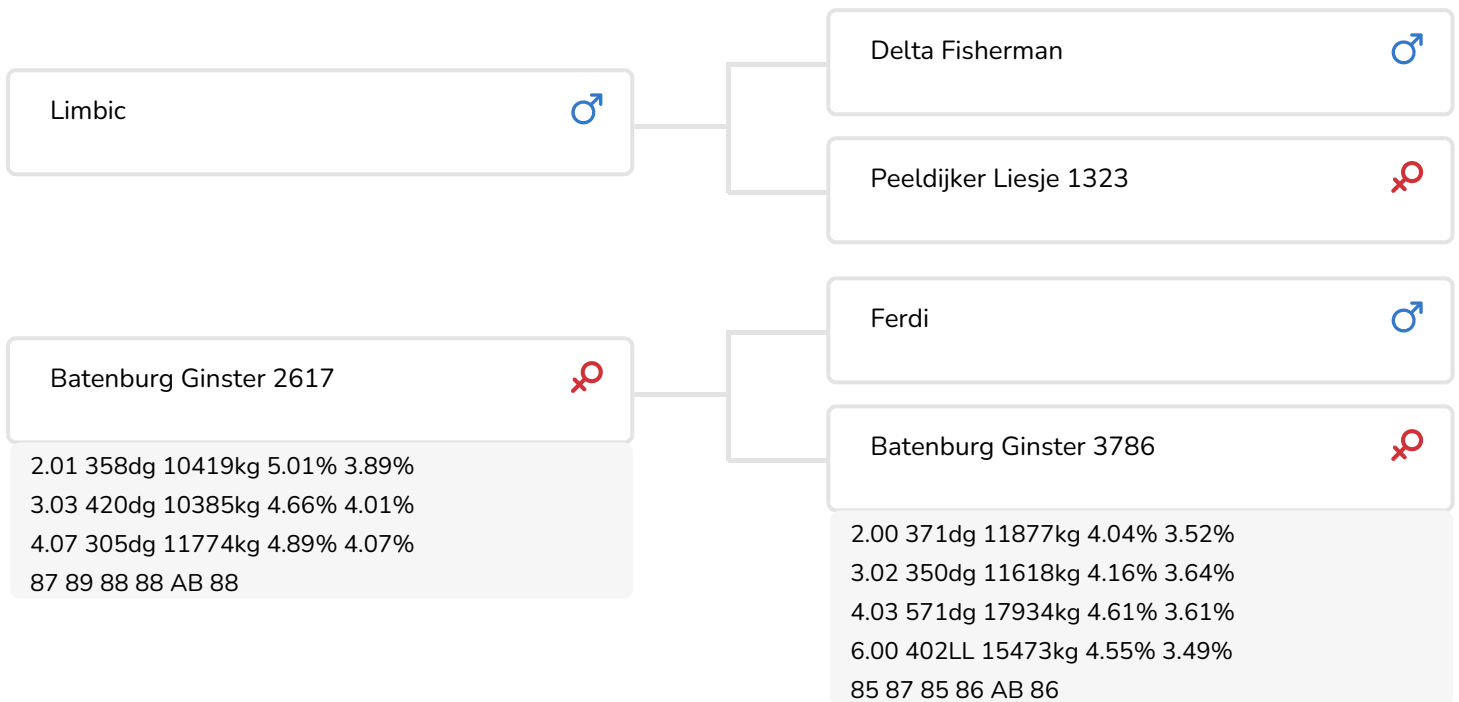 Limbic
Delta Fisherman
Peeldijker Liesje 1323
Batenburg Ginster 2617
2.01 358dg 10419kg 5.01% 3.89%
3.03 420dg 10385kg 4.66% 4.01%
4.07 305dg 11774kg 4.89% 4.07%
87 89 88 88 AB 88
Ferdi
Batenburg Ginster 3786
2.00 371dg 11877kg 4.04% 3.52%
3.02 350dg 11618kg 4.16% 3.64%
4.03 571dg 17934kg 4.61% 3.61%
6.00 402LL 15473kg 4.55% 3.49%
85 87 85 86 AB 86